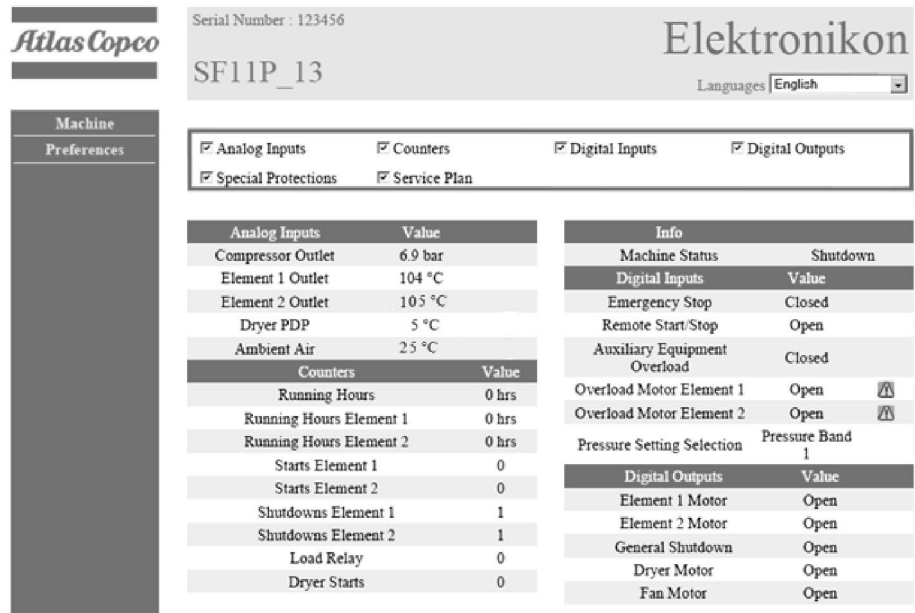 Atlas Copco
Serial Number : 123456
SF11P_13
Elektronikon
Languages English
Machine
Preferences
Analog Inputs Counters Digital Inputs Digital Outputs
Special Protections Service Plan
Analog Inputs Value
Compressor Outlet 6.9 bar
Element 1 Outlet 104 °C
Element 2 Outlet 105 °C
Dryer PDP 5 °C
Ambient Air 25 °C
Counters Value
Running Hours 0 hrs
Running Hours Element 1 0 hrs
Running Hours Element 2 0 hrs
Starts Element 1 0
Starts Element 2 0
Shutdowns Element 1 1
Shutdowns Element 2 1
Load Relay 0
Dryer Starts 0
Info
Machine Status Shutdown
Digital Inputs Value
Emergency Stop Closed
Remote Start/Stop Open
Auxiliary Equipment
Overload Closed
Overload Motor Element 1 Open
Overload Motor Element 2 Open
Pressure Setting Selection Pressure Band
1
Digital Outputs Value
Element 1 Motor Open
Element 2 Motor Open
General Shutdown Open
Dryer Motor Open
Fan Motor Open